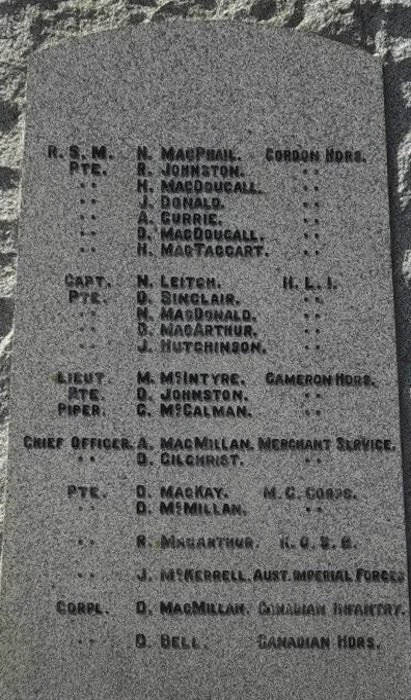 R. S. M. N. MACPHAIL. GORDON HDRS.
PTE. R. JOHNSTON. " "
" " H. MACDOUGALL. " "
" " J. DONALD. " "
" " A. CURRIE. " "
" " D. MACDOUGALL. " "
" " H. MACTAGGART. " "
CAPT. N. LEITCH. H. L. I.
PTE. D. SINCLAIR. " "
" " N. MACDONALD. " "
" " D. MACARTHUR. " "
" " J. HUTCHINSON. " "
LIEUT. M. MCINTYRE. CAMERON HDRS.
PTE. D. JOHNSTON. " "
PIPER. C. MCCALMAN. " "
CHIEF OFFICER. A. MACMILLAN. MERCHANT SERVICE.
" " D. GILCHRIST. " "
PTE. D. MACKAY. M. G. CORPS.
" " D. MCMILLAN. " "
" " R. MACARTHUR. K. O. S. B.
" " J. MCKERRELL. AUST. IMPERIAL FORCES
CORPL. D. MACMILLAN. CANADIAN INFANTRY.
" " D. BELL. CANADIAN HDRS.